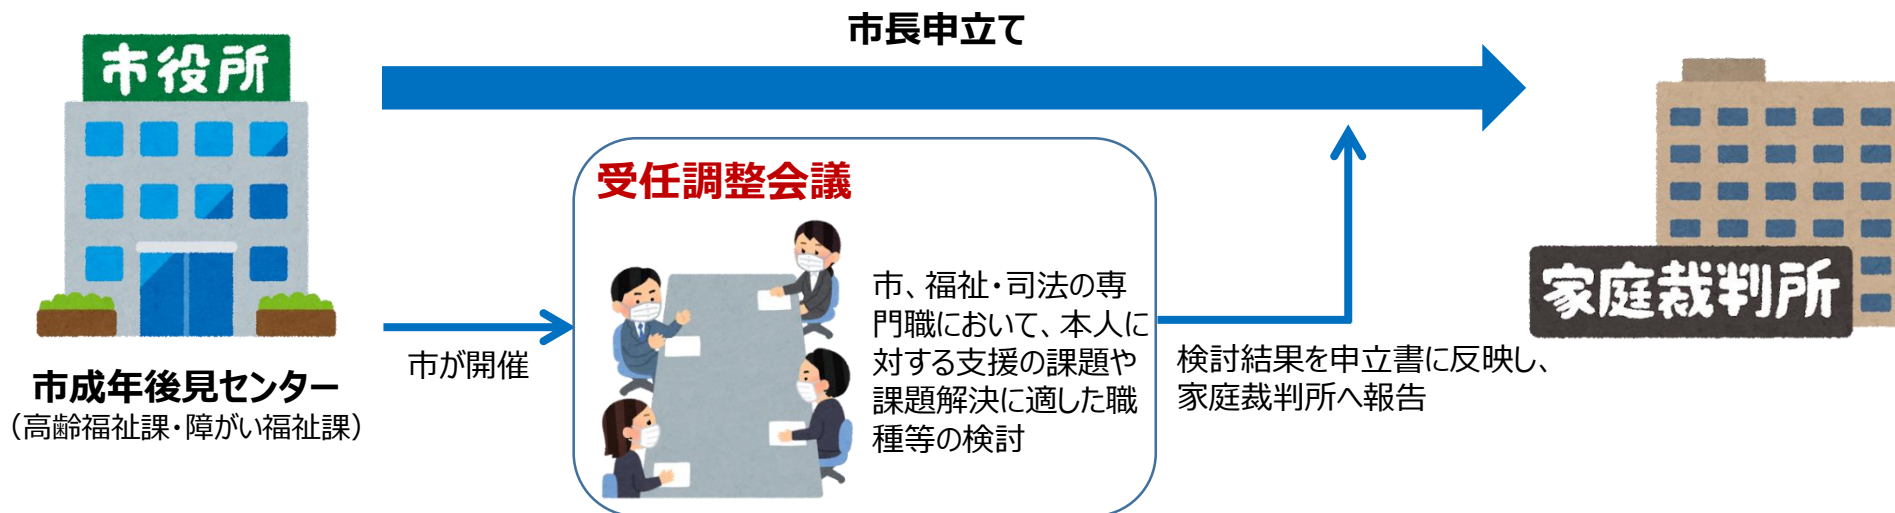 市長申立て
市役所
受任調整会議
市、福祉・司法の専
門職において、本人に
対する支援の課題や
課題解決に適した職
種等の検討
家庭裁判所
市が開催
検討結果を申立書に反映し、
家庭裁判所へ報告
市成年後見センター
（高齢福祉課・障がい福祉課）